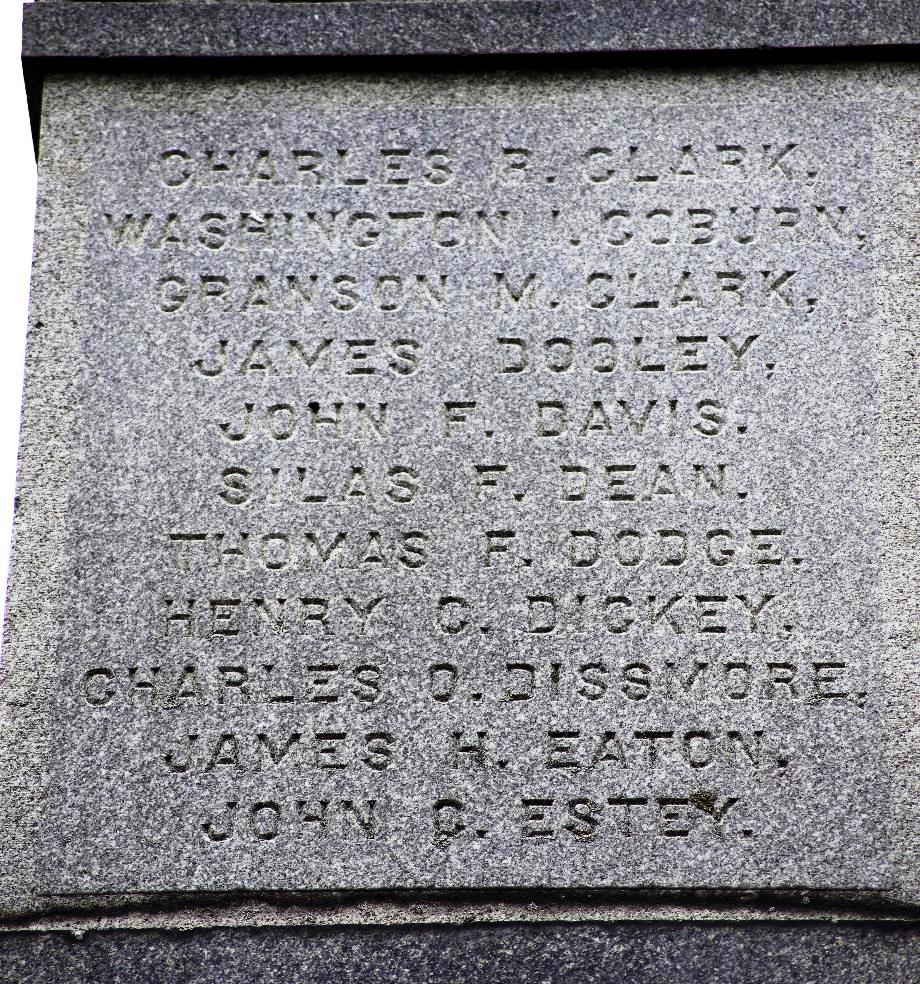 CHARLES R. CLARK,
WASHINGTON I. COBURN,
GRANSON M. CLARK,
JAMES DOOLEY,
JOHN F. DAVIS.
SILAS F. DEAN.
THOMAS F. DODGE.
HENRY C. DICKEY.
CHARLES O. DISSMORE,
JAMES H. EATON,
JOHN G. ESTEY.